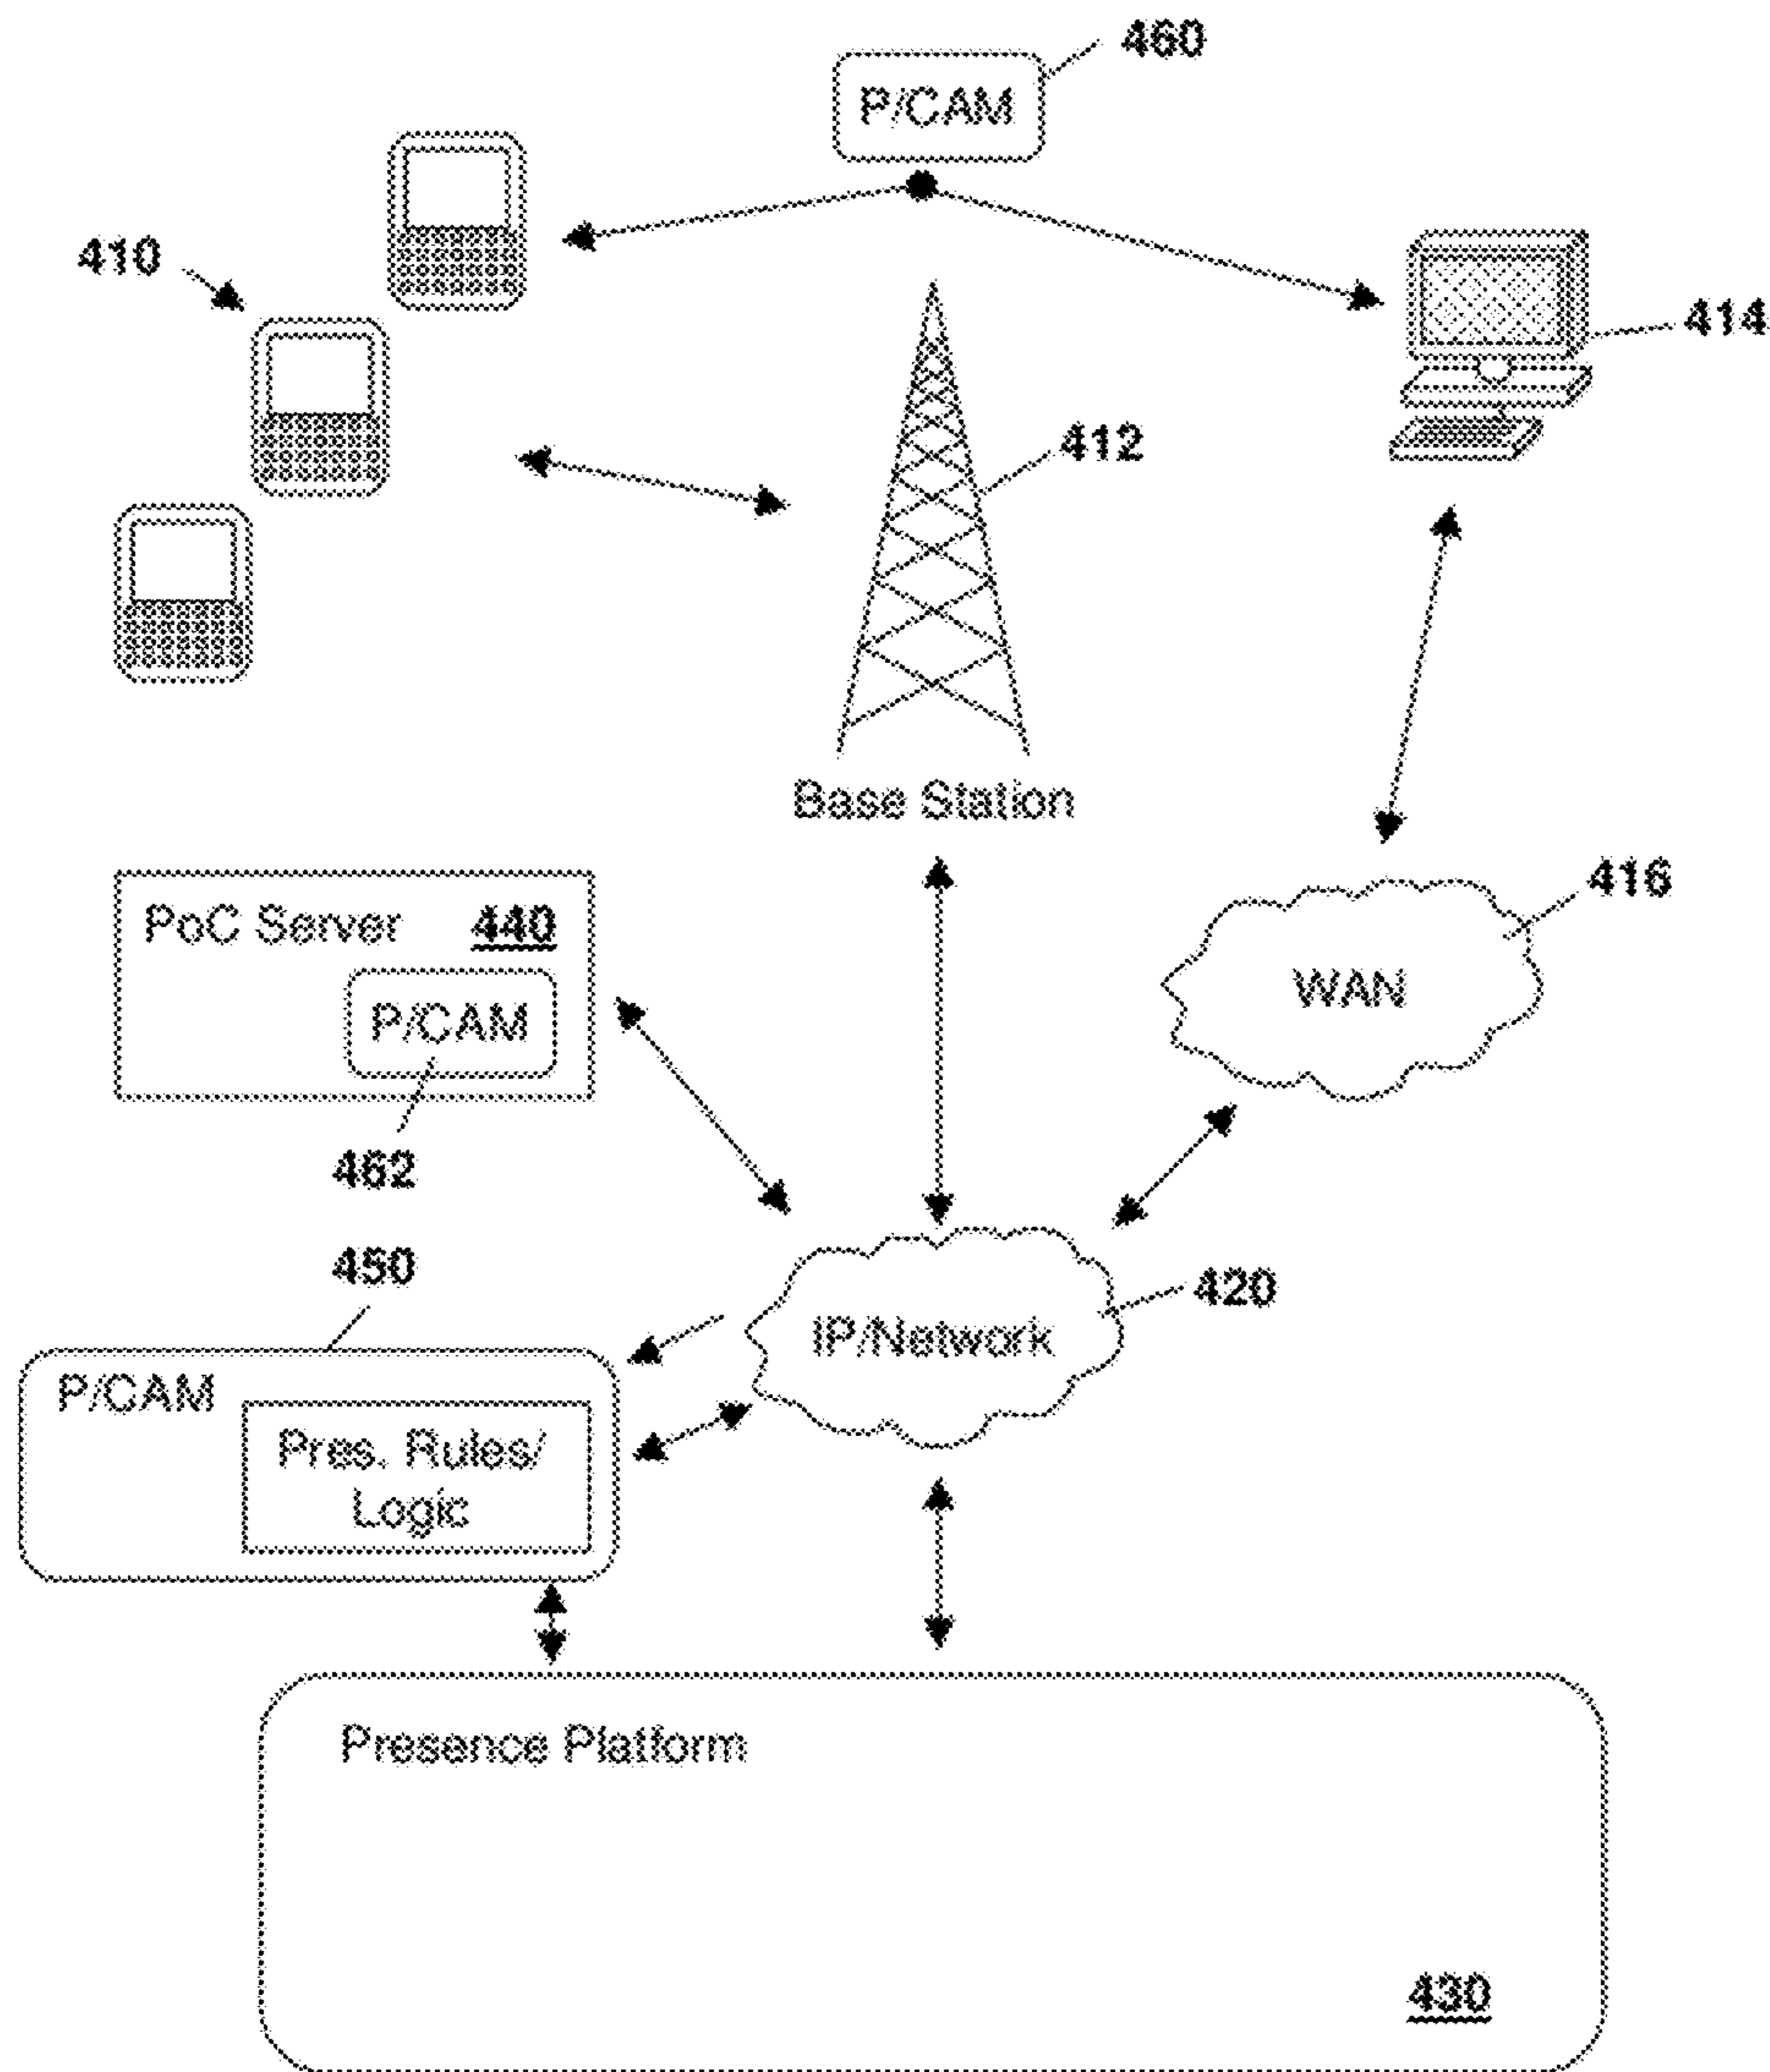 460
P/CAM
410
414
412
Base Station
416
PoC Server 440
WAN
P/CAM
462
450
420
IP/Network
P/CAM
Pres. Rules/
Logic
Presence Platform
430